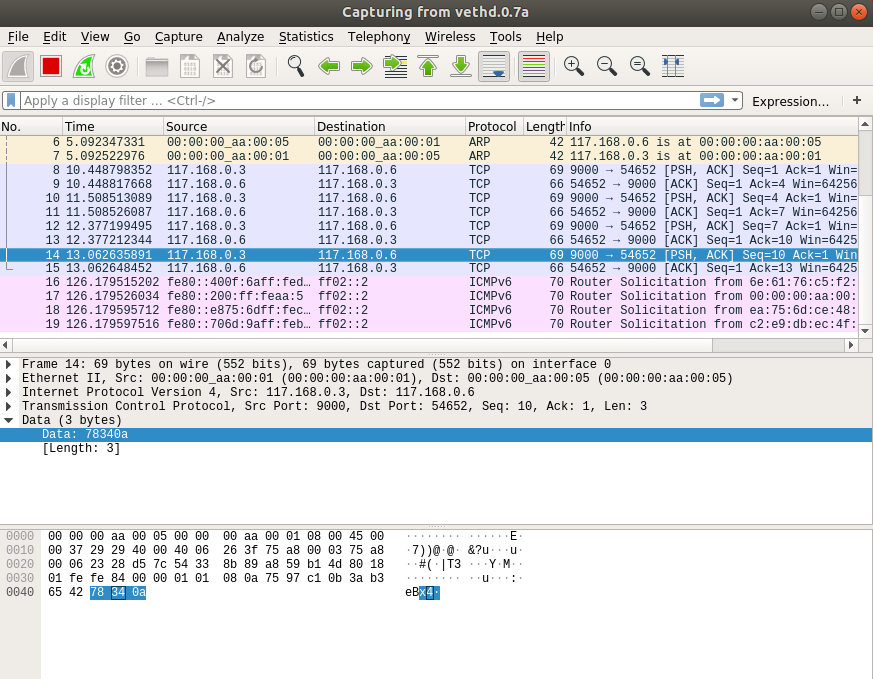 Capturing from vethd.0.7a
File Edit View Go Capture Analyze Statistics Telephony Wireless Tools Help
Apply a display filter ... <Ctrl-/> Expression... +
No. Time Source Destination Protocol Length Info
6 5.092347331 00:00:00_aa:00:05 00:00:00_aa:00:01 ARP 42 117.168.0.6 is at 00:00:00:aa:00:05
7 5.092522976 00:00:00_aa:00:01 00:00:00_aa:00:05 ARP 42 117.168.0.3 is at 00:00:00:aa:00:01
8 10.448798352 117.168.0.3 117.168.0.6 TCP 69 9000 → 54652 [PSH, ACK] Seq=1 Ack=1 Win=
9 10.448817668 117.168.0.6 117.168.0.3 TCP 66 54652 → 9000 [ACK] Seq=1 Ack=4 Win=64256
10 11.508513089 117.168.0.3 117.168.0.6 TCP 69 9000 → 54652 [PSH, ACK] Seq=4 Ack=1 Win=
11 11.508526087 117.168.0.6 117.168.0.3 TCP 66 54652 → 9000 [ACK] Seq=1 Ack=7 Win=64256
12 12.377199495 117.168.0.3 117.168.0.6 TCP 69 9000 → 54652 [PSH, ACK] Seq=7 Ack=1 Win=
13 12.377212344 117.168.0.6 117.168.0.3 TCP 66 54652 → 9000 [ACK] Seq=1 Ack=10 Win=6425
14 13.062635891 117.168.0.3 117.168.0.6 TCP 69 9000 → 54652 [PSH, ACK] Seq=10 Ack=1 Win
15 13.062648452 117.168.0.6 117.168.0.3 TCP 66 54652 → 9000 [ACK] Seq=1 Ack=13 Win=6425
16 126.179515202 fe80::400f:6aff:fed… ff02::2 ICMPv6 70 Router Solicitation from 6e:61:76:c5:f2:
17 126.179526034 fe80::200:ff:feaa:5 ff02::2 ICMPv6 70 Router Solicitation from 00:00:00:aa:00:
18 126.179595712 fe80::e875:6dff:fec… ff02::2 ICMPv6 70 Router Solicitation from ea:75:6d:ce:48:
19 126.179597516 fe80::706d:9aff:feb… ff02::2 ICMPv6 70 Router Solicitation from c2:e9:db:ec:4f:
Frame 14: 69 bytes on wire (552 bits), 69 bytes captured (552 bits) on interface 0
Ethernet II, Src: 00:00:00_aa:00:01 (00:00:00:aa:00:01), Dst: 00:00:00_aa:00:05 (00:00:00:aa:00:05)
Internet Protocol Version 4, Src: 117.168.0.3, Dst: 117.168.0.6
Transmission Control Protocol, Src Port: 9000, Dst Port: 54652, Seq: 10, Ack: 1, Len: 3
Data (3 bytes)
Data: 78340a
[Length: 3]
0000 00 00 00 aa 00 05 00 00 00 aa 00 01 08 00 45 00 ········ ······E·
0010 00 37 29 29 40 00 40 06 26 3f 75 a8 00 03 75 a8 ·7))@·@· &?u···u·
0020 00 06 23 28 d5 7c 54 33 8b 89 a8 59 b1 4d 80 18 ··#(·|T3 ···Y·M··
0030 01 fe fe 84 00 00 01 01 08 0a 75 97 c1 0b 3a b3 ········ ··u···:·
0040 65 42 78 34 0a eBx4·